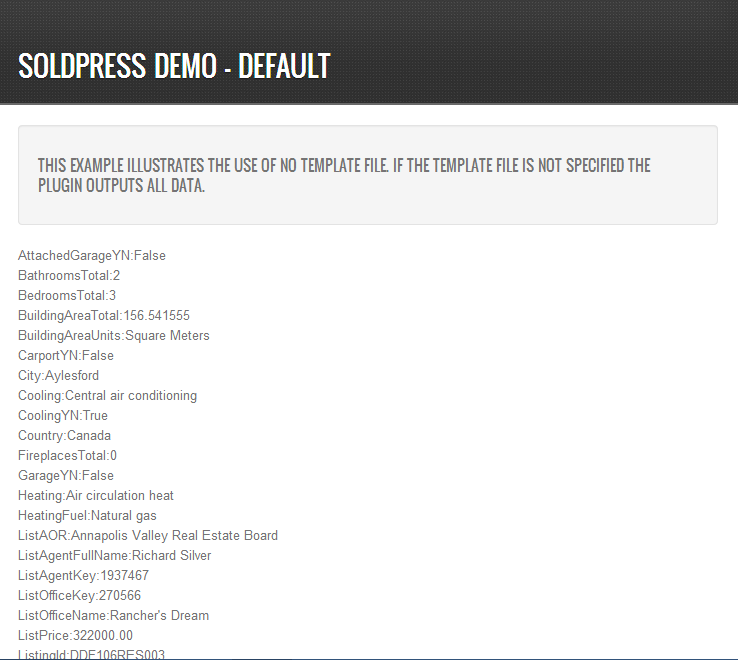 SOLDPRESS DEMO - DEFAULT
THIS EXAMPLE ILLUSTRATES THE USE OF NO TEMPLATE FILE. IF THE TEMPLATE FILE IS NOT SPECIFIED THE
PLUGIN OUTPUTS ALL DATA.
AttachedGarageYN:False
BathroomsTotal:2
BedroomsTotal:3
BuildingAreaTotal:156.541555
BuildingAreaUnits:Square Meters
CarportYN:False
City:Aylesford
Cooling:Central air conditioning
CoolingYN:True
Country:Canada
FireplacesTotal:0
GarageYN:False
Heating:Air circulation heat
HeatingFuel:Natural gas
ListAOR:Annapolis Valley Real Estate Board
ListAgentFullName:Richard Silver
ListAgentKey:1937467
ListOfficeKey:270566
ListOfficeName:Rancher's Dream
ListPrice:322000.00
ListingId:DDF106RES003